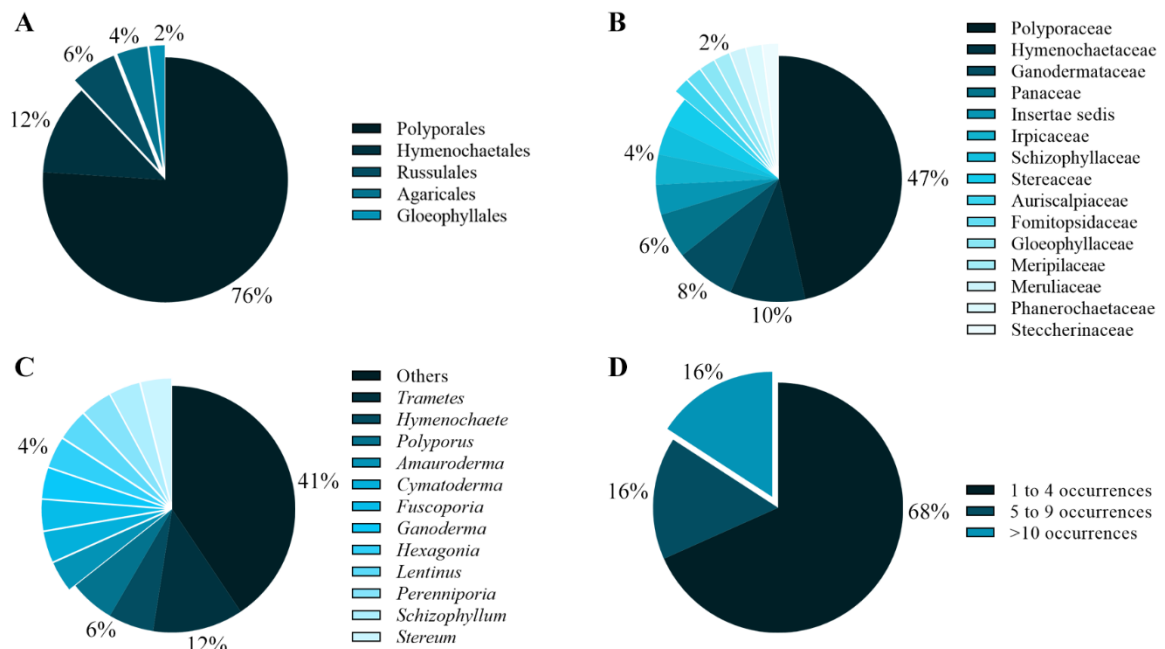 A
2%
4%
6%
12%
76%
Polyporales
Hymenochaetales
Russulales
Agaricales
Gloeophyllales
B
2%
4%
6%
8%
10%
47%
Polyporaceae
Hymenochaetaceae
Ganodermataceae
Panaceae
Insertae sedis
Irpicaceae
Schizophyllaceae
Stereaceae
Auriscalpiaceae
Fomitopsidaceae
Gloeophyllaceae
Meripilaceae
Meruliaceae
Phanerochaetaceae
Steccherinaceae
C
4%
6%
12%
41%
Others
Trametes
Hymenochaete
Polyporus
Amauroderma
Cymatoderma
Fuscoporia
Ganoderma
Hexagonia
Lentinus
Perenniporia
Schizophyllum
Stereum
D
16%
16%
68%
1 to 4 occurrences
5 to 9 occurrences
>10 occurrences